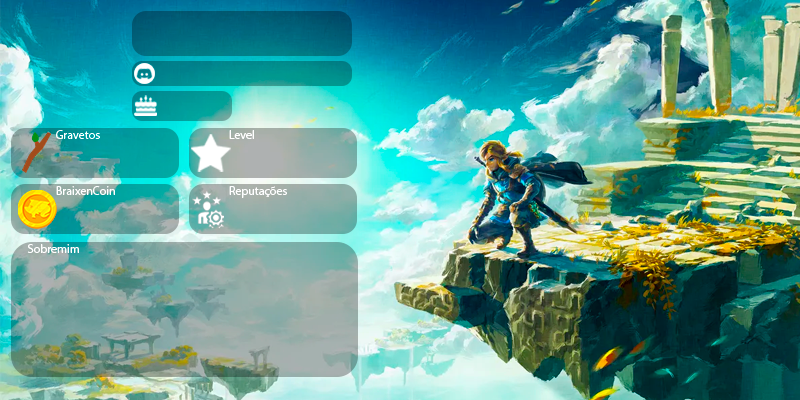 Gravetos
Level
BraixenCoin
Reputações
Sobremim